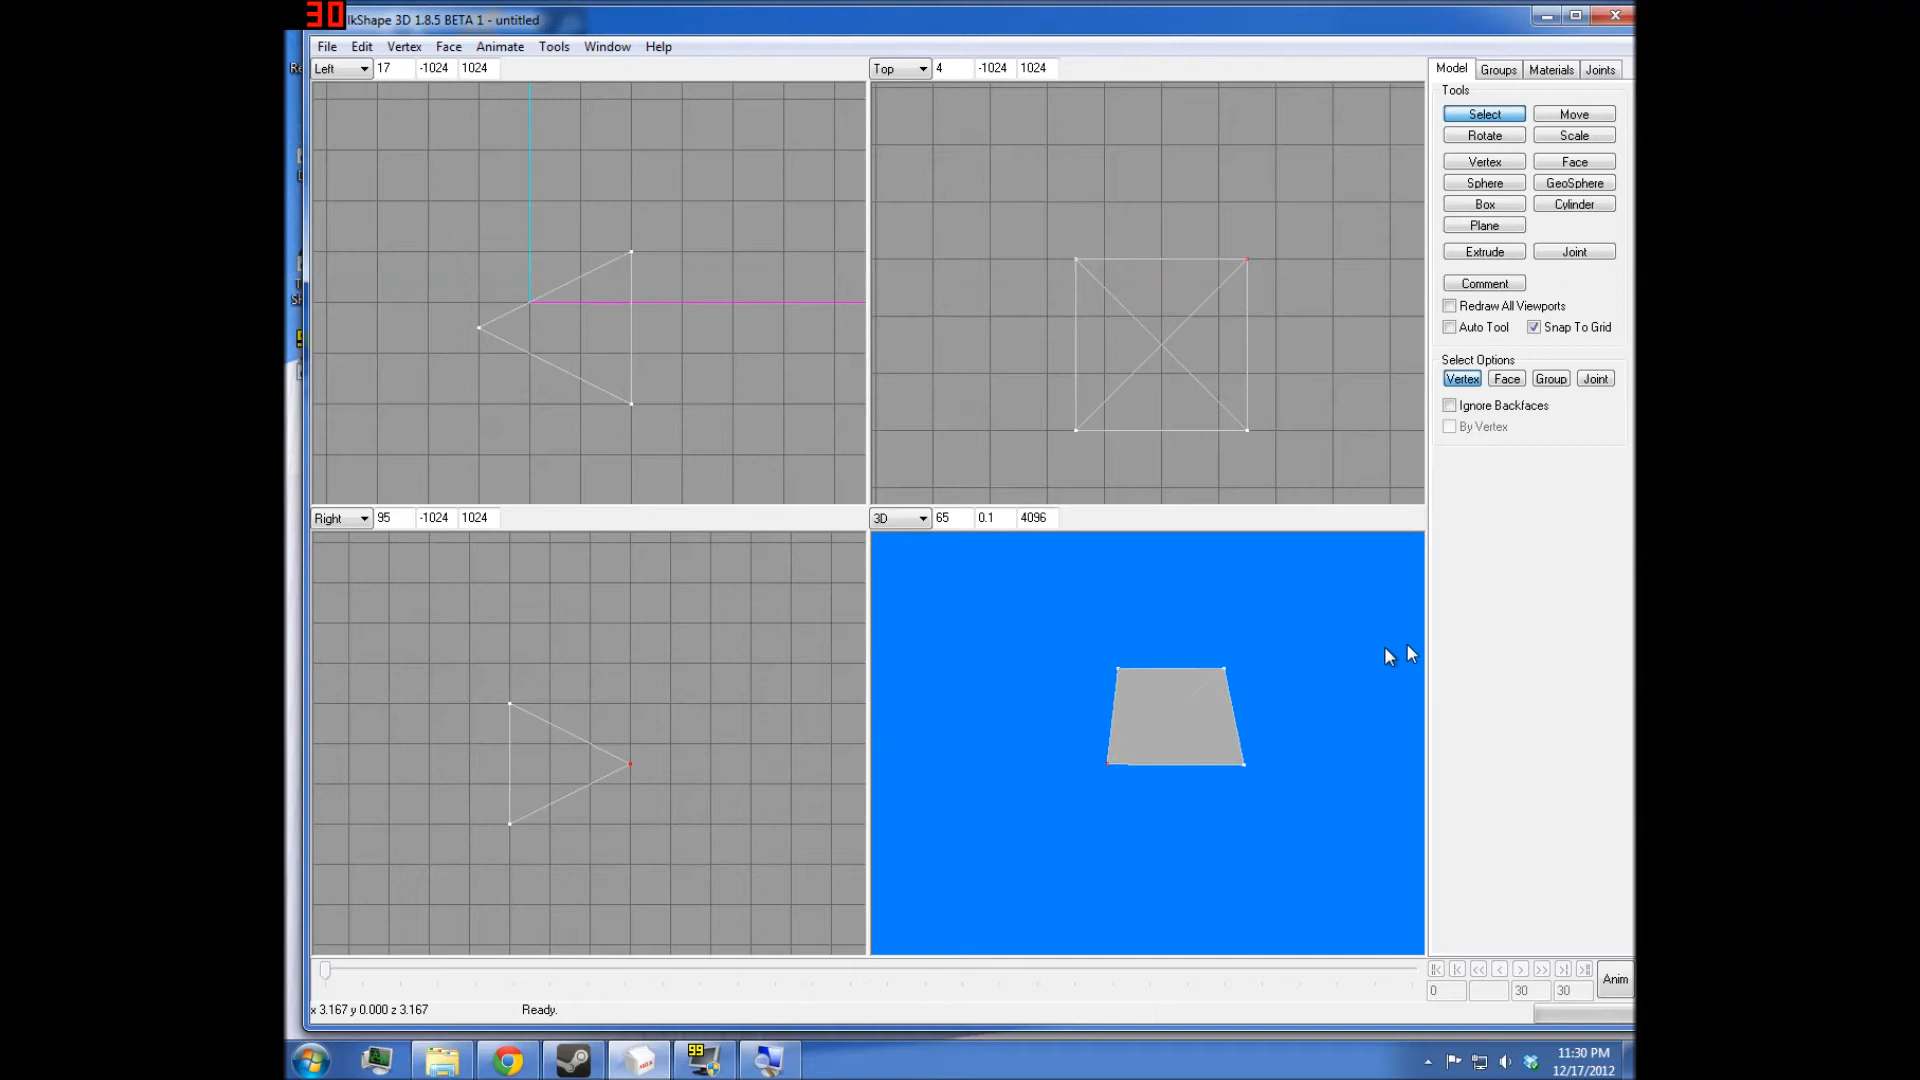 30
lkShape 3D 1.8.5 BETA 1 - untitled
File Edit Vertex Face Animate Tools Window Help
Left 17 -1024 1024
Top 4 -1024 1024
Model Groups Materials Joints
Tools
Select Move
Rotate Scale
Vertex Face
Sphere GeoSphere
Box Cylinder
Plane
Extrude Joint
Comment
Redraw All Viewports
Auto Tool Snap To Grid
Select Options
Vertex Face Group Joint
Ignore Backfaces
By Vertex
Right 95 -1024 1024
3D 65 0.1 4096
Anim
0 30 30
x 3.167 y 0.000 z 3.167 Ready.
99
11:30 PM
12/17/2012